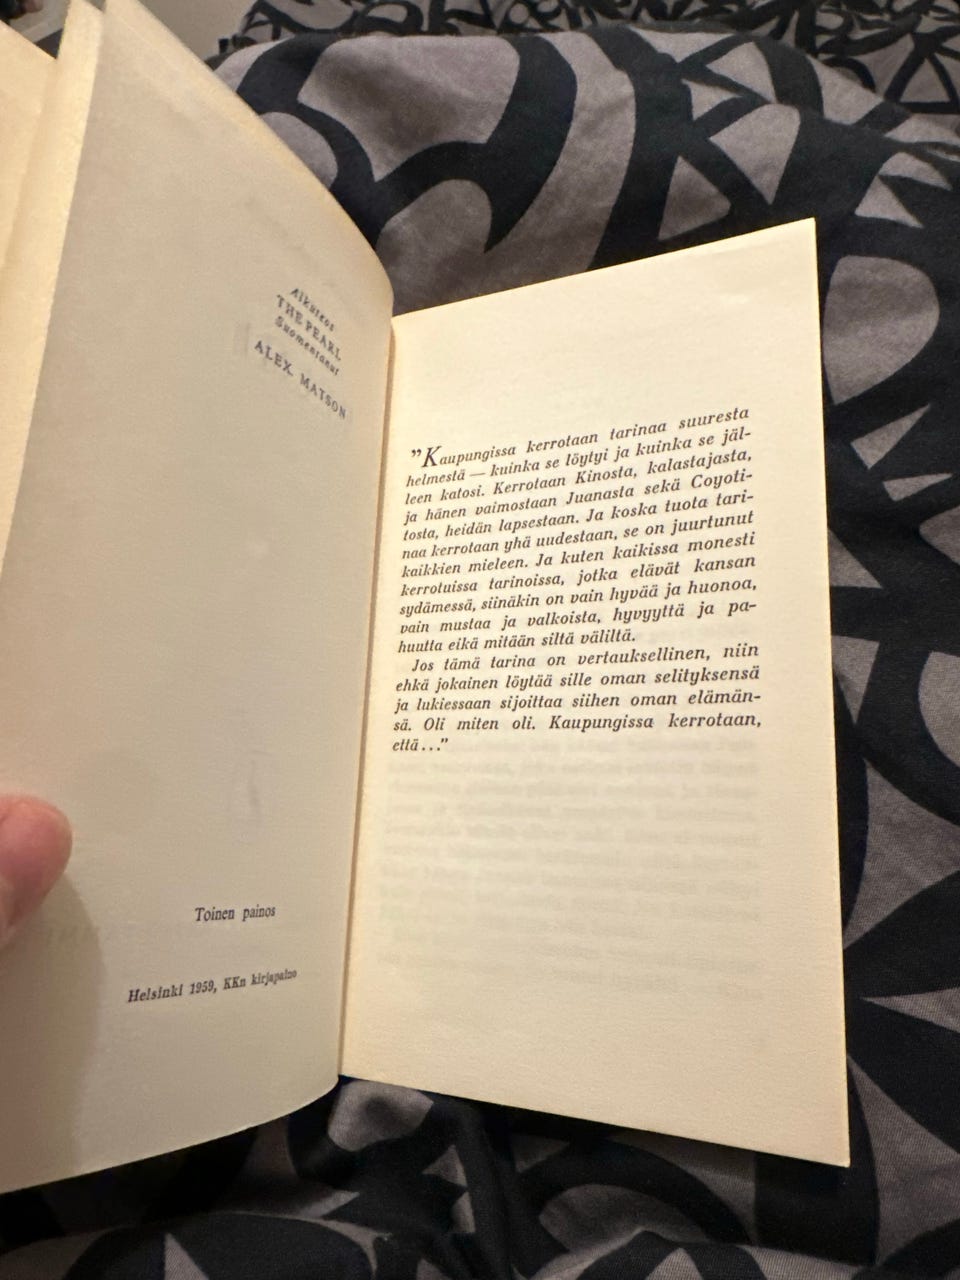 Alkuteos
THE PEARL
Suomentanut
ALEX. MATSON
Toinen painos
Helsinki 1959, KKn kirjapaino
”Kaupungissa kerrotaan tarinaa suuresta
helmestä — kuinka se löytyi ja kuinka se jäl-
leen katosi. Kerrotaan Kinosta, kalastajasta,
ja hänen vaimostaan Juanasta sekä Coyoti-
tosta, heidän lapsestaan. Ja koska tuota tari-
naa kerrotaan yhä uudestaan, se on juurtunut
kaikkien mieleen. Ja kuten kaikissa monesti
kerrotuissa tarinoissa, jotka elävät kansan
sydämessä, siinäkin on vain hyvää ja huonoa,
vain mustaa ja valkoista, hyvyyttä ja pa-
huutta eikä mitään siltä väliltä.
Jos tämä tarina on vertauksellinen, niin
ehkä jokainen löytää sille oman selityksensä
ja lukiessaan sijoittaa siihen oman elämän-
sä. Oli miten oli. Kaupungissa kerrotaan,
että...”